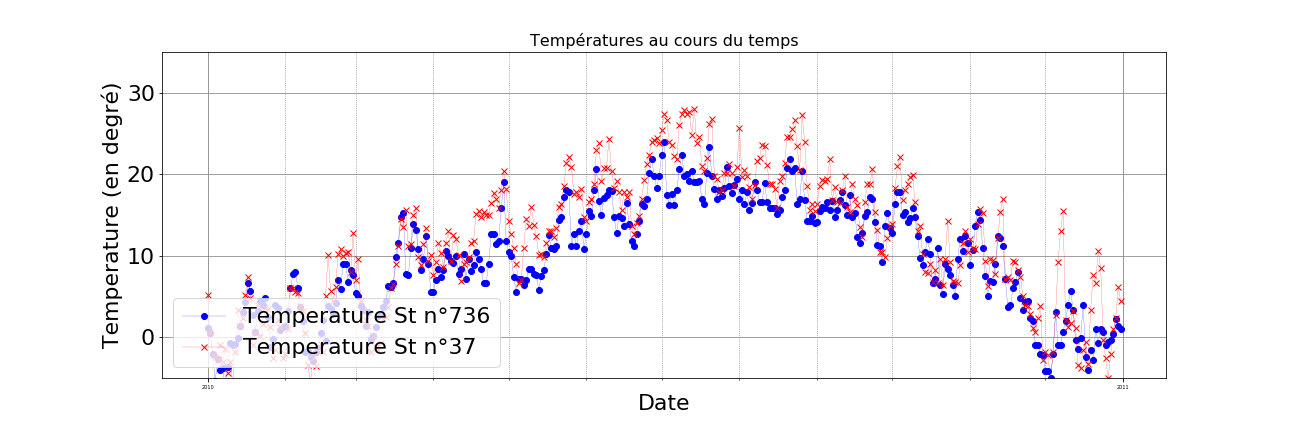 Températures au cours du temps
Temperature (en degré)
30
20
10
0
Temperature St n°736
Temperature St n°37
2010
2011
Date